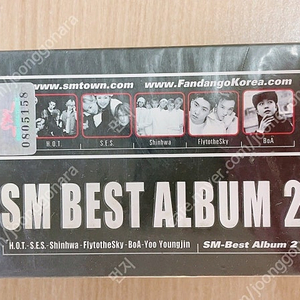 www.smtown.com www.FandangoKorea.com
0805158
H.O.T. S.E.S. Shinhwa FlytotheSky BoA
SM BEST ALBUM 2
H.O.T.-S.E.S.-Shinhwa-FlytotheSky-BoA-Yoo Youngjin SM-Best Album 2